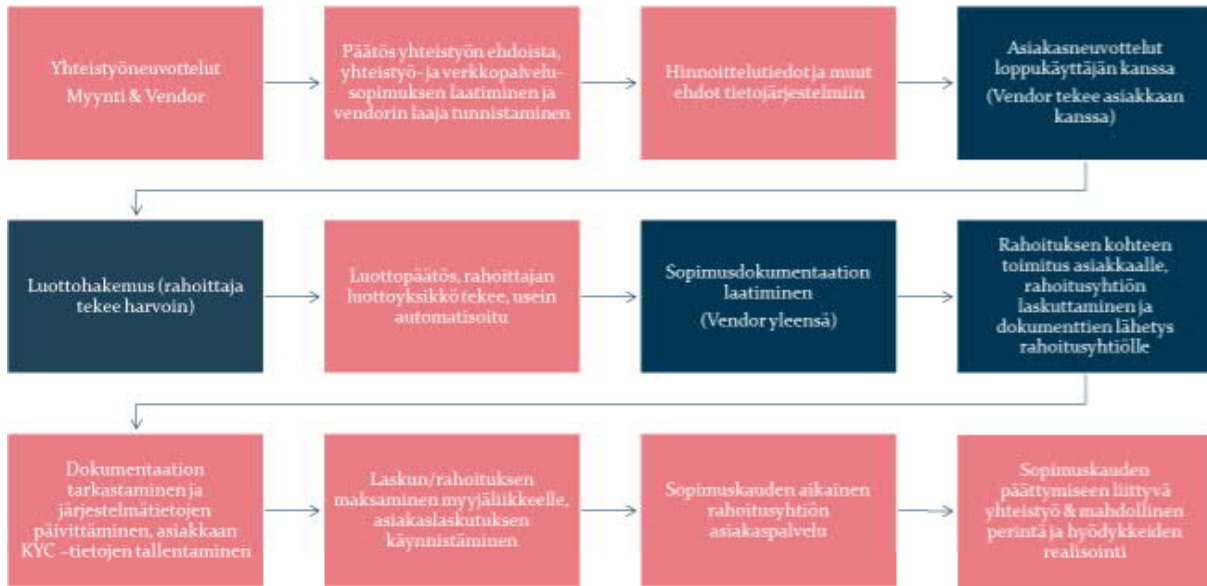 Yhteistyöneuvottelut
Myynti & Vendor
Päätös yhteistyön ehdoista,
yhteistyö- ja verkkopalvelu-
sopimuksen laatiminen ja
vendorin laaja tunnistaminen
Hinnoittelutiedot ja muut
ehdot tietojärjestelmiin
Asiakasneuvottelut
loppukäyttäjän kanssa
(Vendor tekee asiakkaan
kanssa)
Luottohakemus (rahoittaja
tekee harvoin)
Luottopäätös, rahoittajan
luottoyksikkö tekee, usein
automatisoitu
Sopimusdokumentaation
laatiminen
(Vendor yleensä)
Rahoituksen kohteen
toimitus asiakkaalle,
rahoitusyhtiön
laskuttaminen ja
dokumenttien lähetys
rahoitusyhtiölle
Dokumentaation
tarkastaminen ja
järjestelmätietojen
päivittäminen, asiakkaan
KYC –tietojen tallentaminen
Laskun/rahoituksen
maksaminen myyjäliikkeelle,
asiakaslaskutuksen
käynnistäminen
Sopimuskauden aikainen
rahoitusyhtiön
asiakaspalvelu
Sopimuskauden
päättymiseen liittyvä
yhteistyö & mahdollinen
perintä ja hyödykkeiden
realisointi